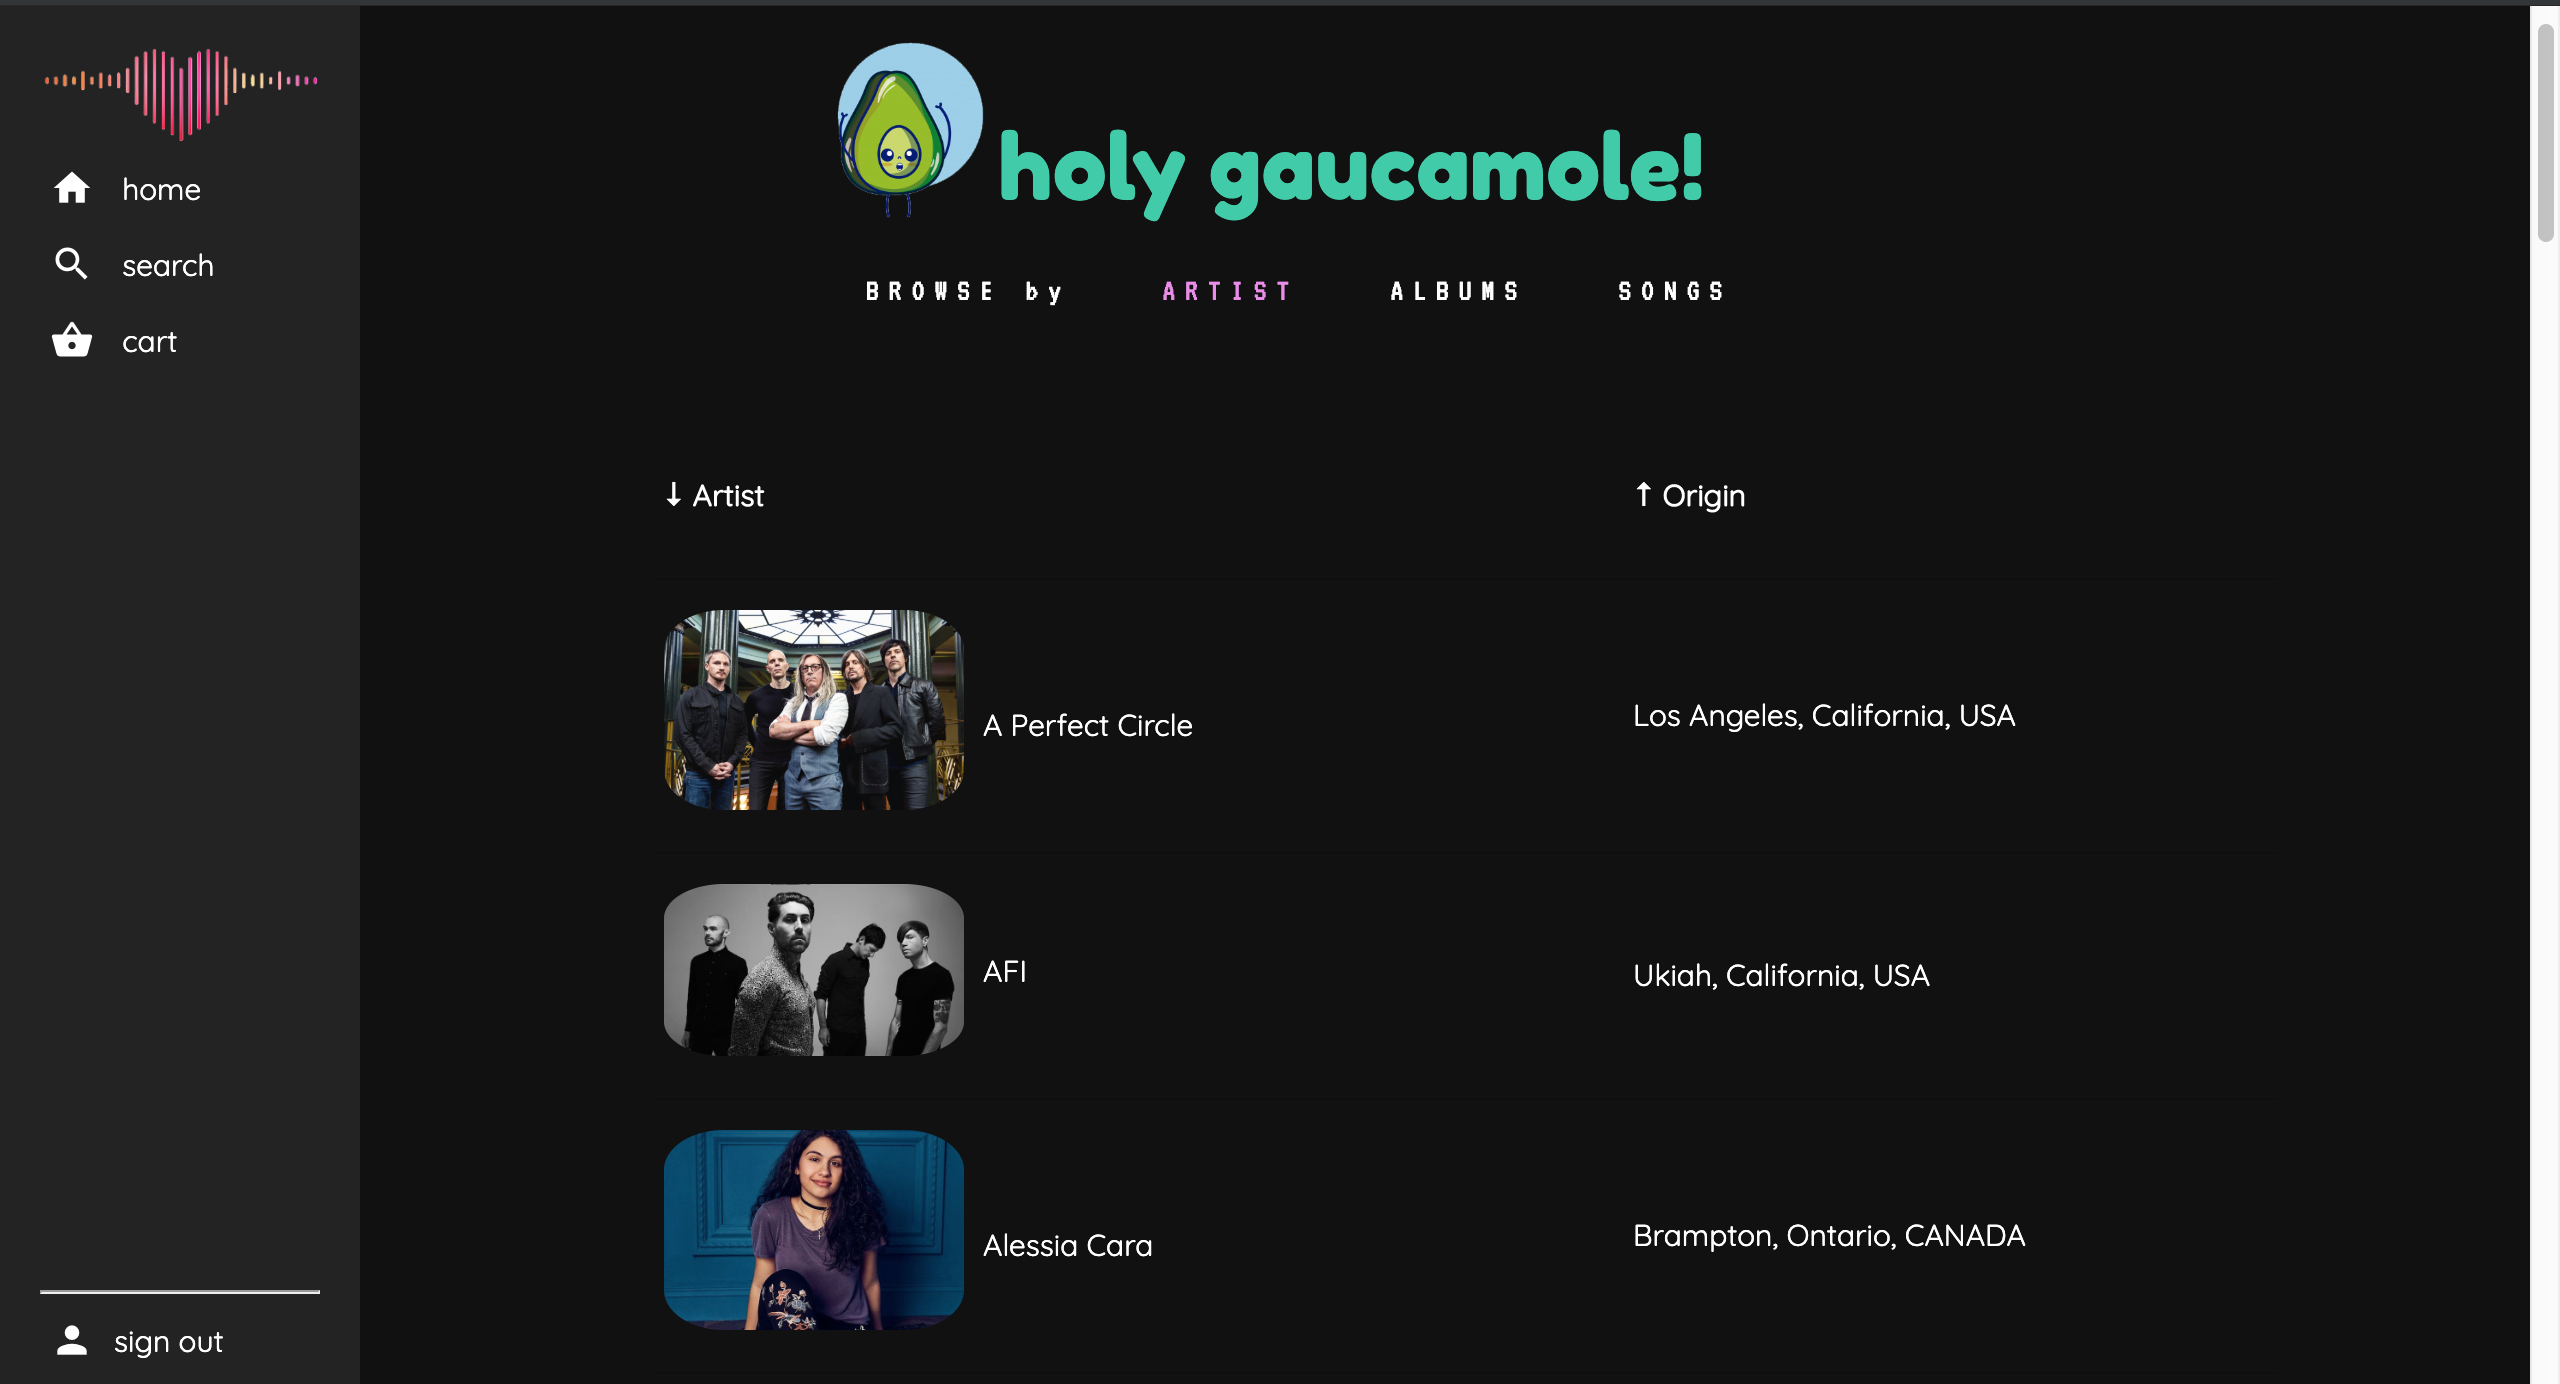 holy gaucamole!
BROWSE by ARTIST ALBUMS SONGS
home
search
cart
↓ Artist ↑ Origin
A Perfect Circle Los Angeles, California, USA
AFI Ukiah, California, USA
Alessia Cara Brampton, Ontario, CANADA
sign out